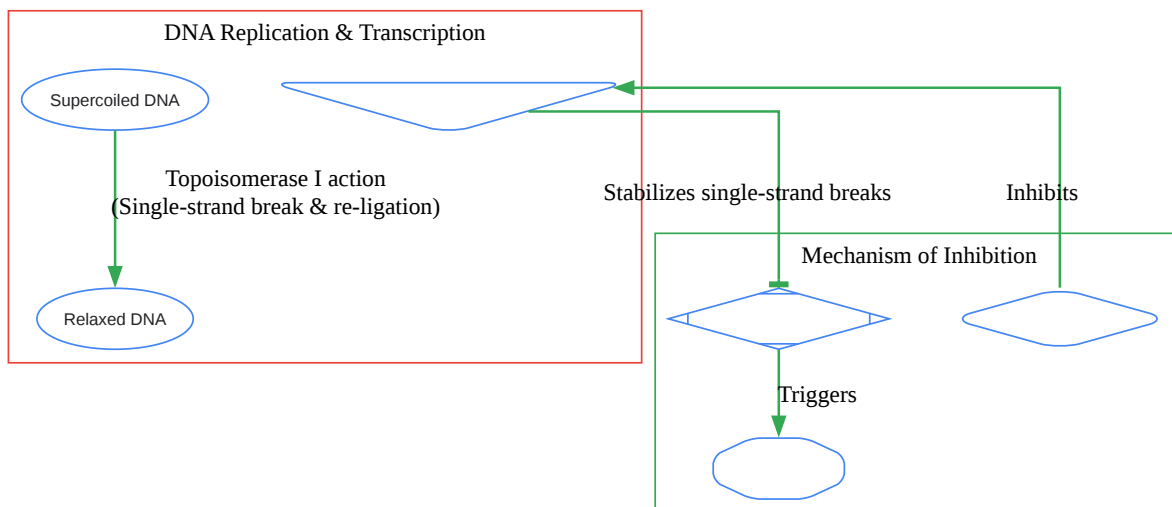 DNA Replication & Transcription
Supercoiled DNA
Topoisomerase I action
(Single-strand break & re-ligation)
Stabilizes single-strand breaks
Inhibits
Mechanism of Inhibition
Relaxed DNA
Triggers